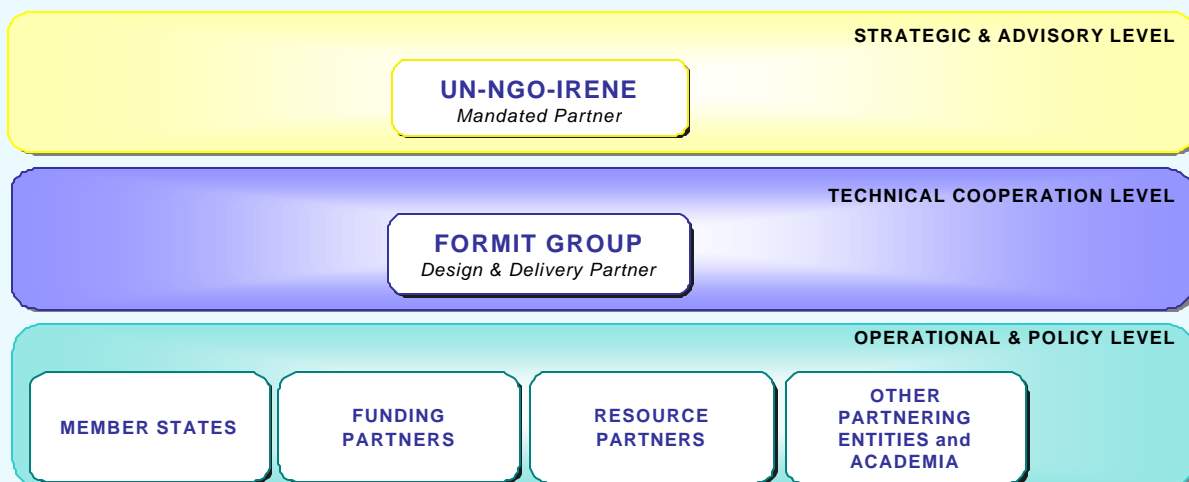 STRATEGIC & ADVISORY LEVEL
UN-NGO-IRENE
Mandated Partner
TECHNICAL COOPERATION LEVEL
FORMIT GROUP
Design & Delivery Partner
OPERATIONAL & POLICY LEVEL
MEMBER STATES
FUNDING
PARTNERS
RESOURCE
PARTNERS
OTHER
PARTNERING
ENTITIES and
ACADEMIA